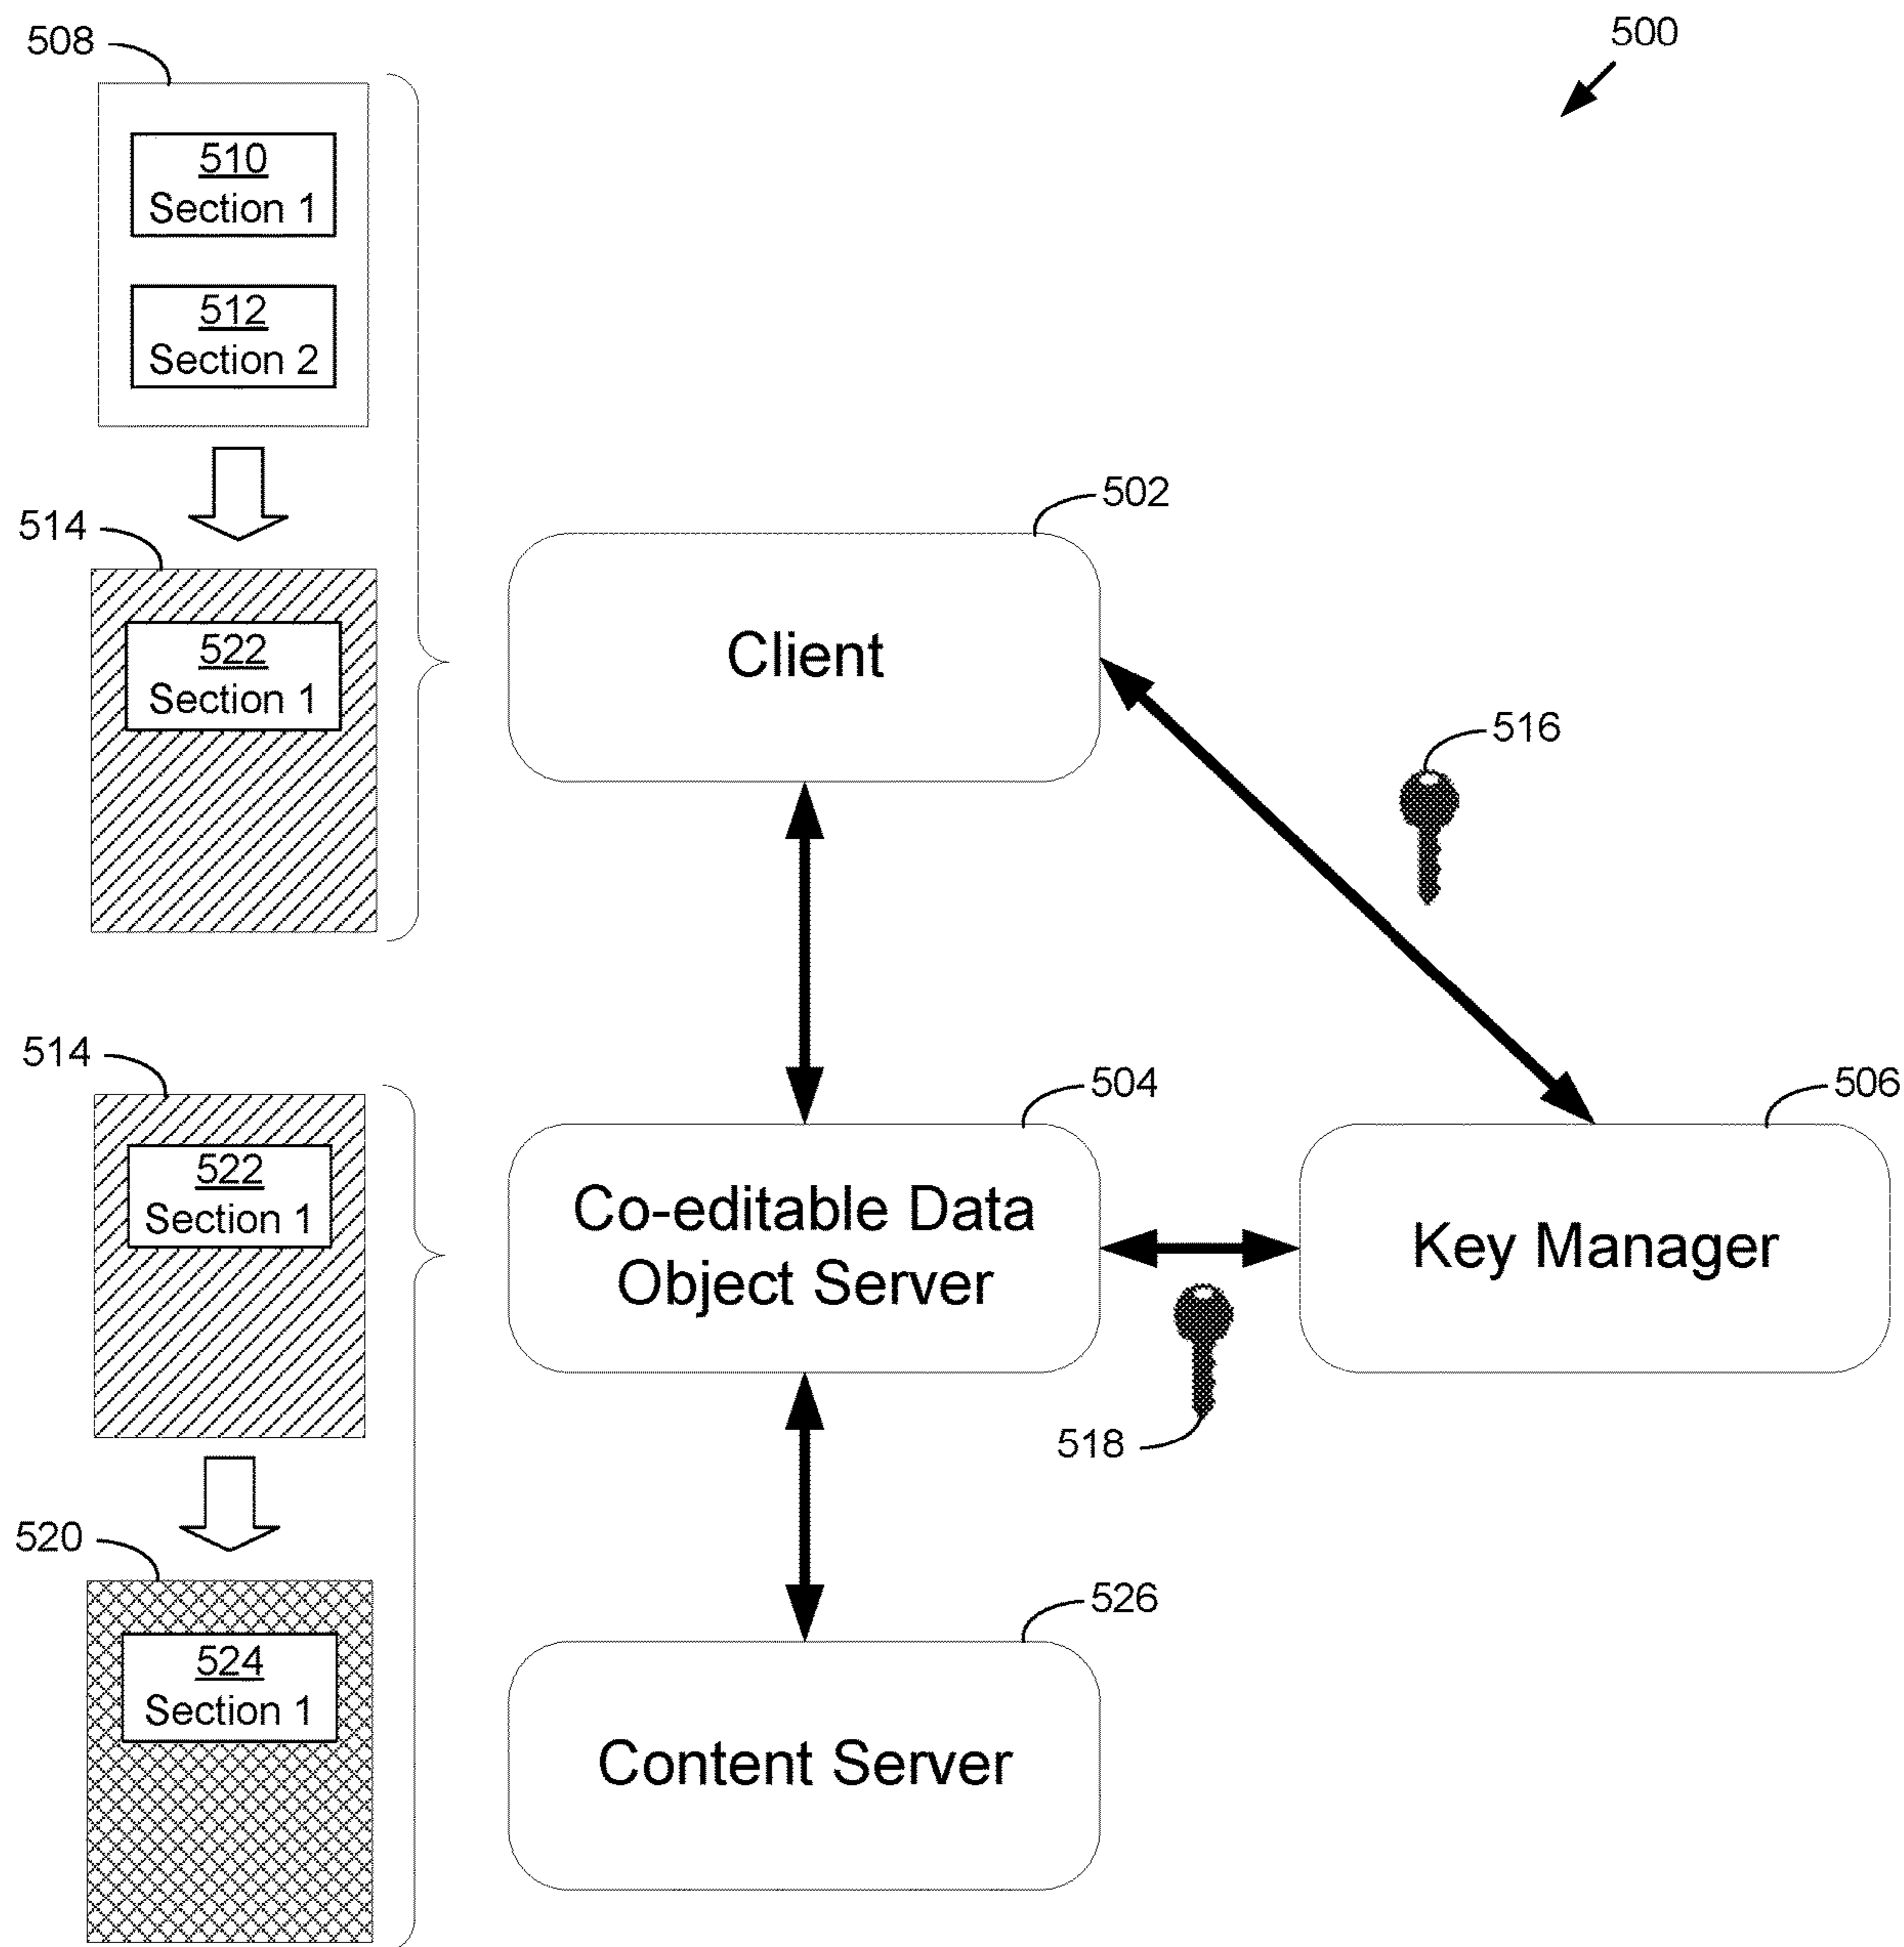 500
508
510
Section 1
512
Section 2
514
522
Section 1
502
Client
516
514
522
Section 1
504
Co-editable Data
Object Server
506
Key Manager
518
520
524
Section 1
526
Content Server